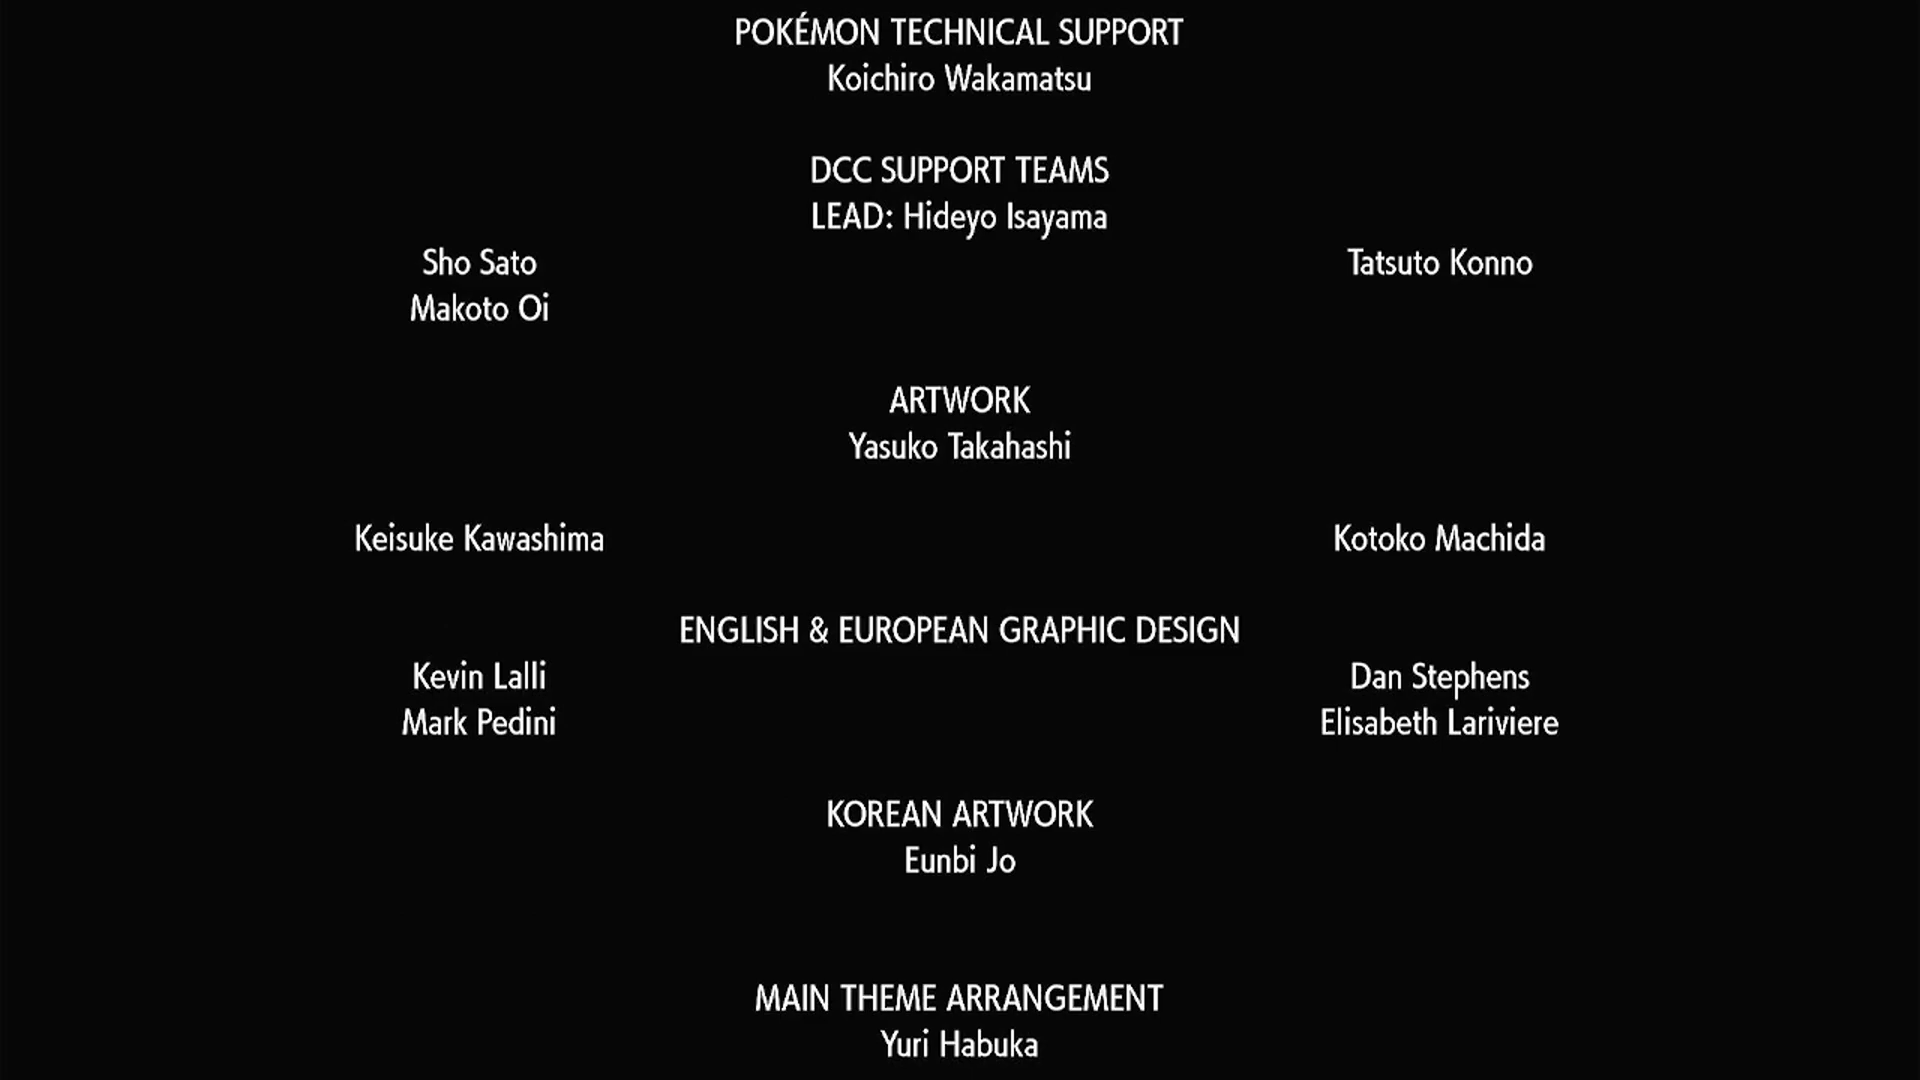 POKÉMON TECHNICAL SUPPORT
Koichiro Wakamatsu
DCC SUPPORT TEAMS
LEAD: Hideyo Isayama
Sho Sato Tatsuto Konno
Makoto Oi
ARTWORK
Yasuko Takahashi
Keisuke Kawashima Kotoko Machida
ENGLISH & EUROPEAN GRAPHIC DESIGN
Kevin Lalli Dan Stephens
Mark Pedini Elisabeth Lariviere
KOREAN ARTWORK
Eunbi Jo
MAIN THEME ARRANGEMENT
Yuri Habuka